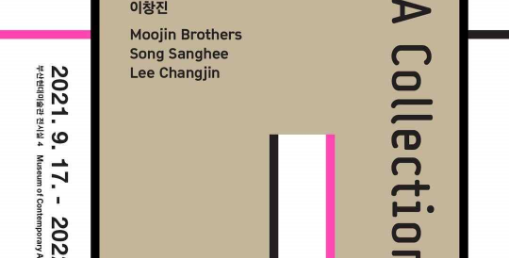 이창진
Moojin Brothers
Song Sanghee
Lee Changjin
A Collection
2021. 9. 17. - 202
부산현대미술관 전시실 4 Museum of Contemporary A